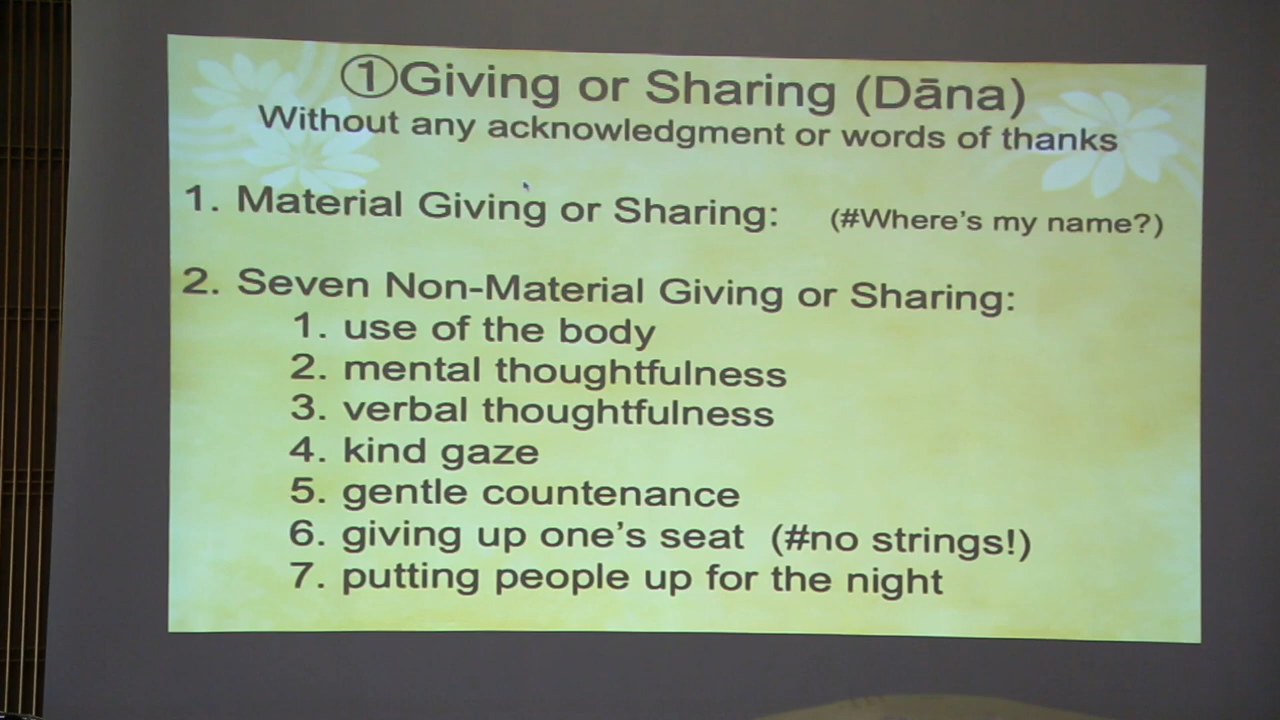 ①Giving or Sharing (Dāna)
Without any acknowledgment or words of thanks
1. Material Giving or Sharing: (#Where's my name?)
2. Seven Non-Material Giving or Sharing:
1. use of the body
2. mental thoughtfulness
3. verbal thoughtfulness
4. kind gaze
5. gentle countenance
6. giving up one's seat (#no strings!)
7. putting people up for the night